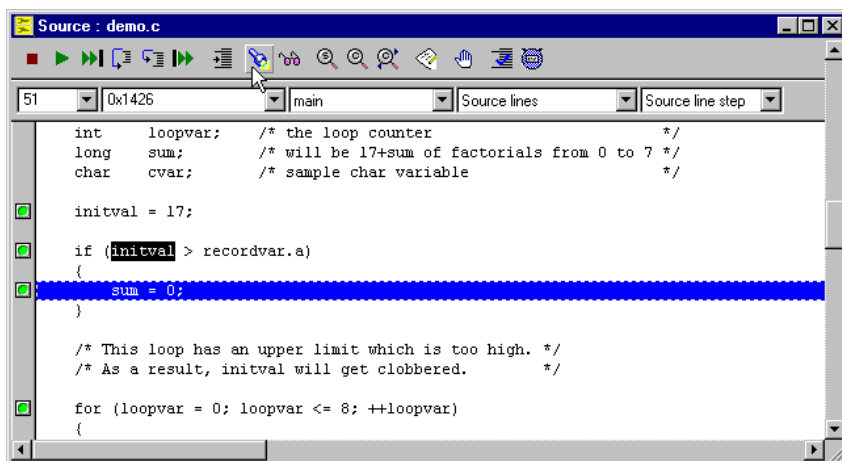 Source : demo.c
51 0x1426 main Source lines Source line step
int loopvar; /* the loop counter */
long sum; /* will be 17+sum of factorials from 0 to 7 */
char cvar; /* sample char variable */
initval = 17;
if (initval > recordvar.a)
{
sum = 0;
}
/* This loop has an upper limit which is too high. */
/* As a result, initval will get clobbered. */
for (loopvar = 0; loopvar <= 8; ++loopvar)
{